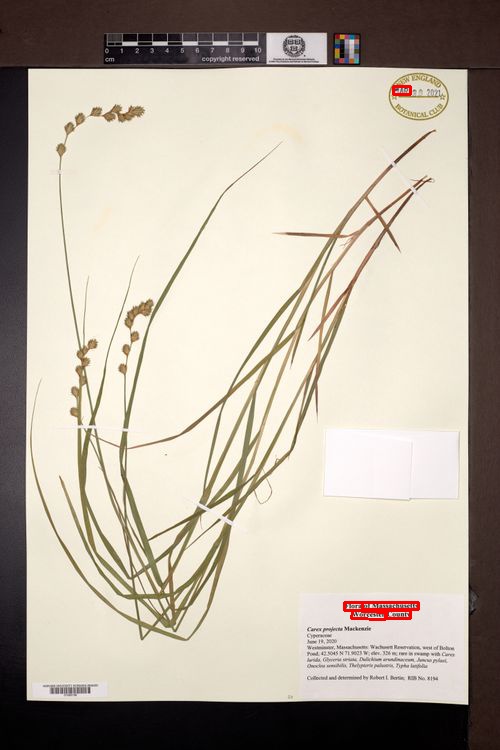 0 1 2 3 4 5 6 7 8 9 10
cm copyright reserved
NEW ENGLAND
2021
BOTANICAL CLUB
Flora of Massachusetts
Worcester County
Carex projecta Mackenzie
Cyperaceae
June 19, 2020
Westminster, Massachusetts: Wachusett Reservation, west of Bolton
Pond; 42.5045 N 71.9023 W; elev. 326 m; rare in swamp with Carex
lurida, Glyceria striata, Dulichium arundinaceum, Juncus pylaei,
Onoclea sensibilis, Thelypteris palustris, Typha latifolia
Collected and determined by Robert I. Bertin; RIB No. 8194